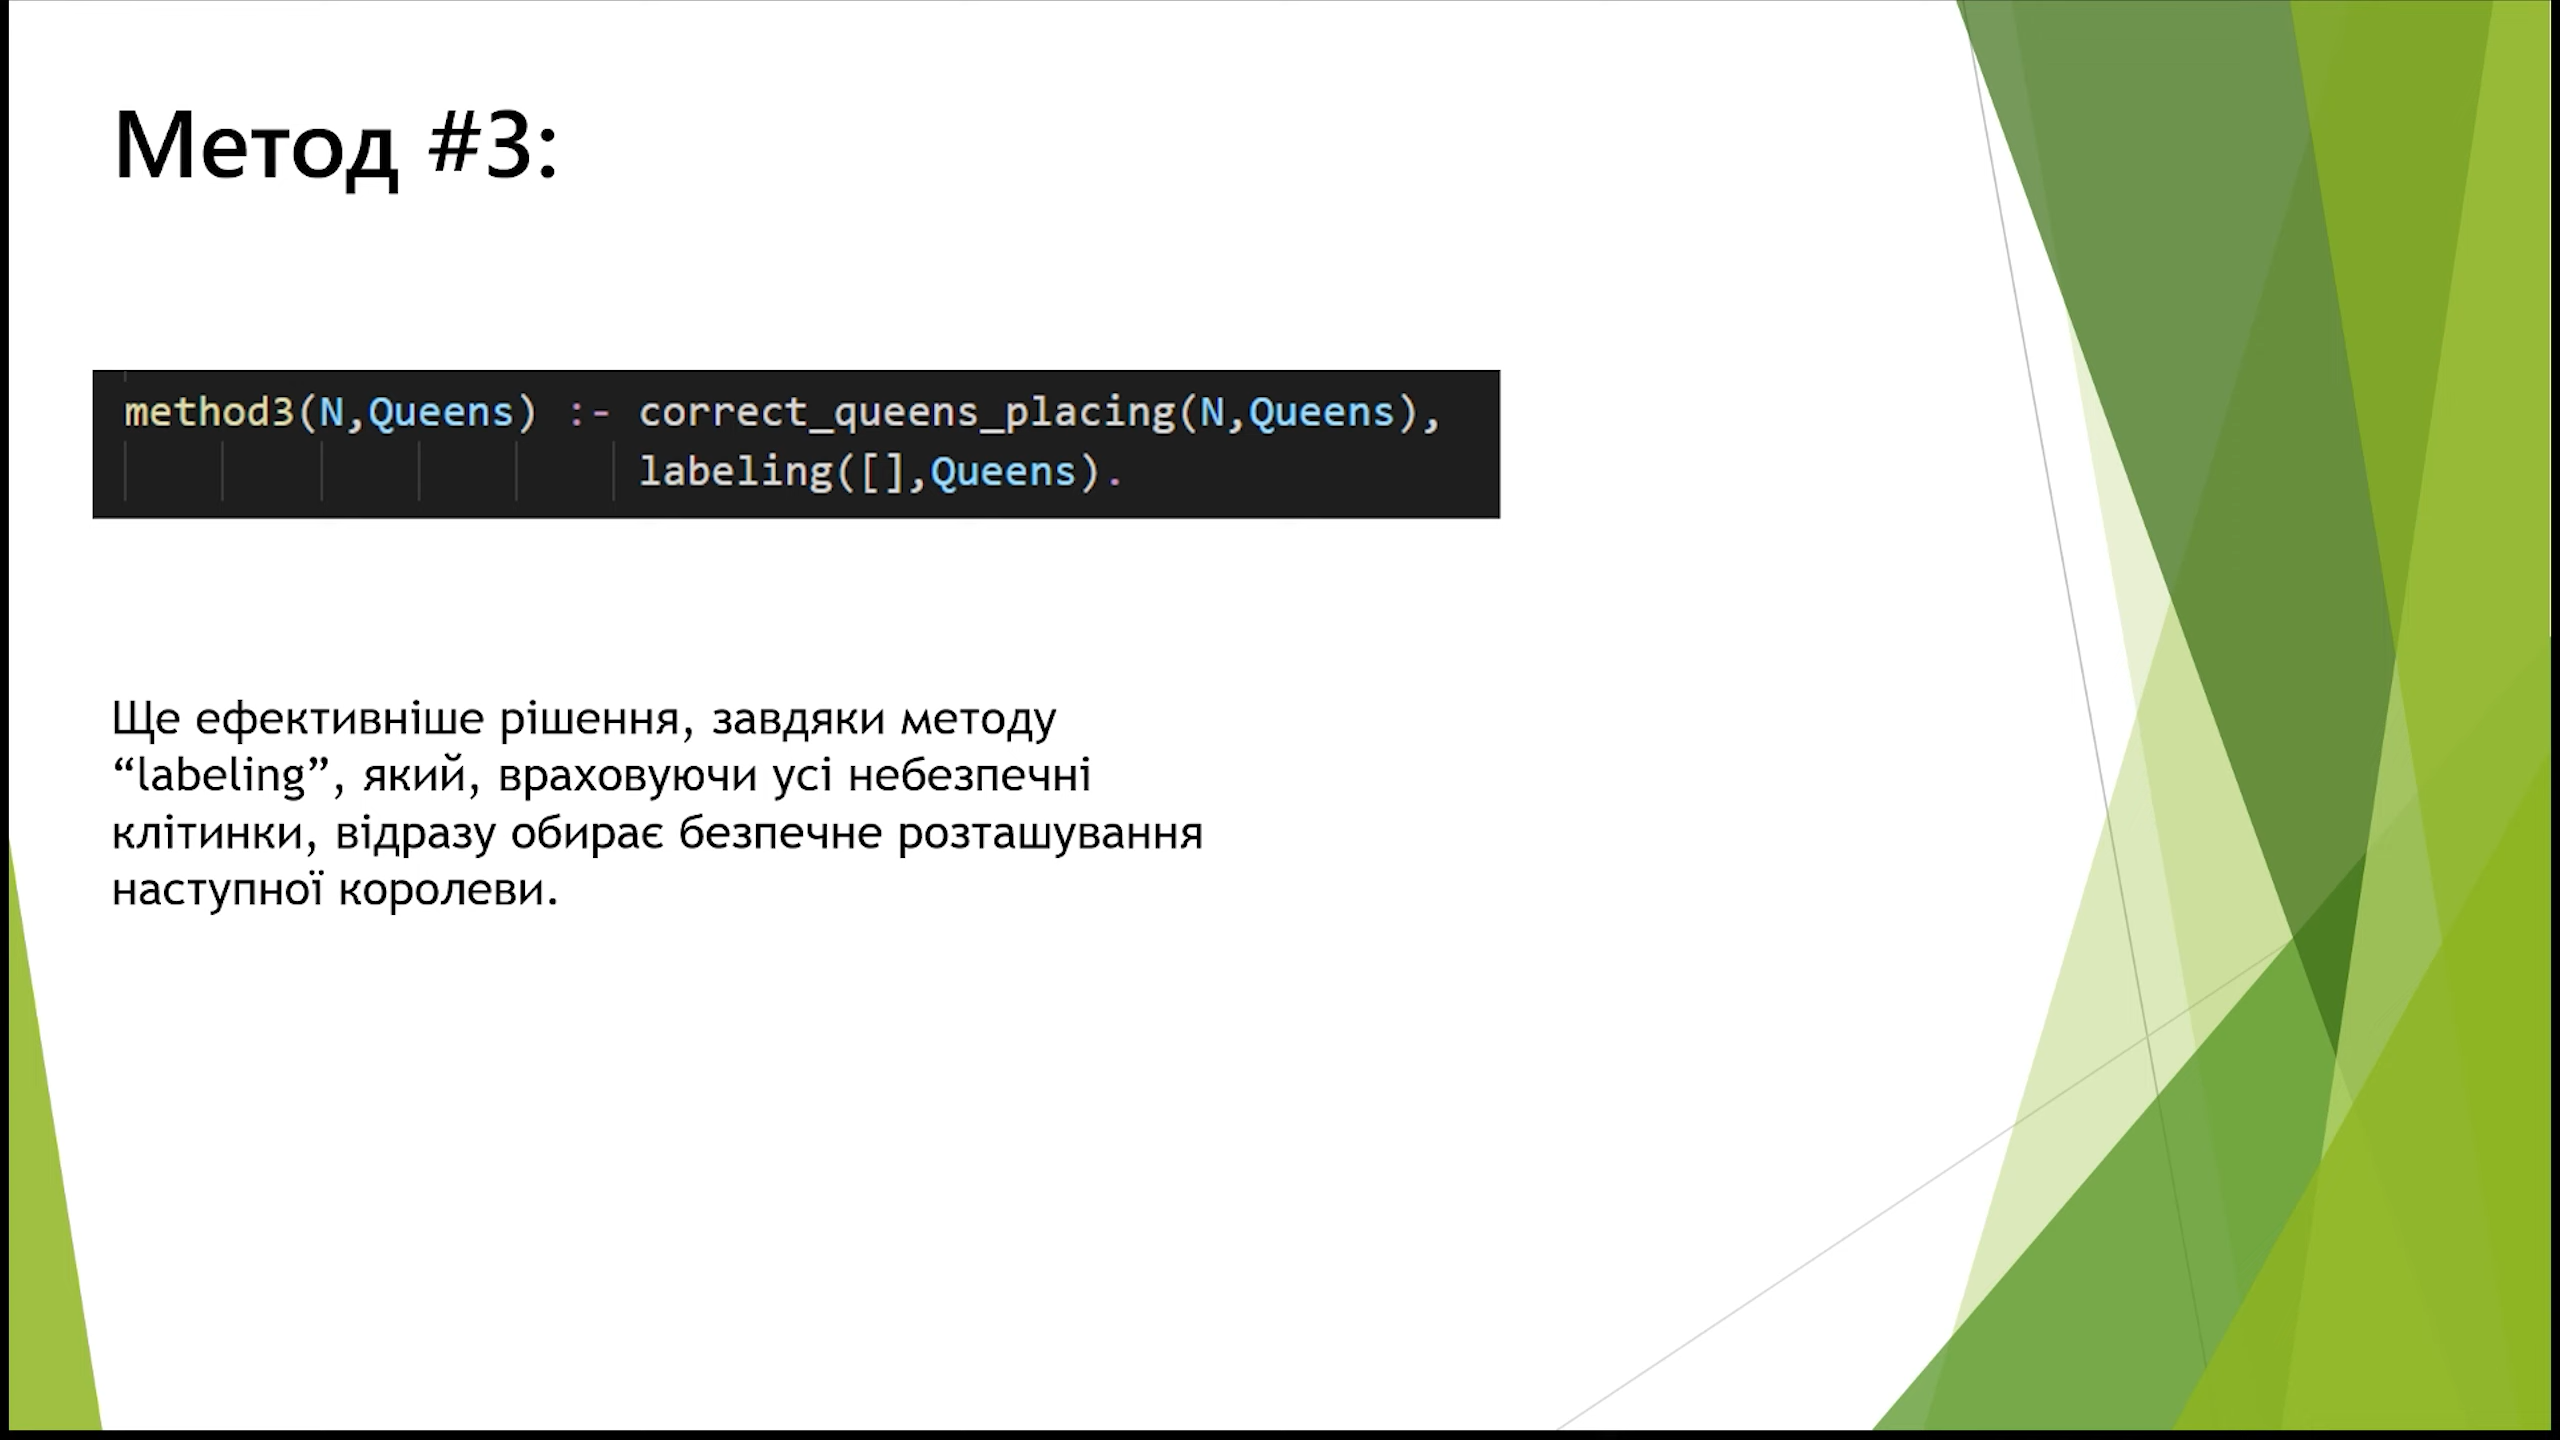 Метод #3:
method3(N,Queens) :- correct_queens_placing(N,Queens),
labeling([],Queens).
Ще ефективніше рішення, завдяки методу
“labeling”, який, враховуючи усі небезпечні
клітинки, відразу обирає безпечне розташування
наступної королеви.